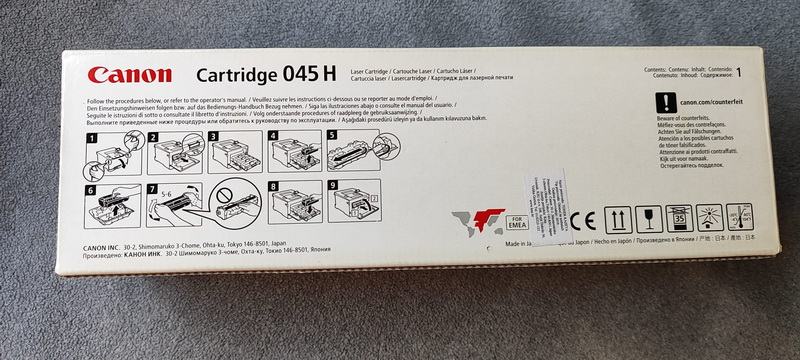 Canon
Cartridge 045 H
Laser Cartridge / Cartouche Laser / Cartucho Láser /
Cartuccia laser / Lasercartridge / Картридж для лазерной печати
Contents: Contenu: Inhalt: Contenido:
Contenuto: Inhoud: Содержимое: 1
Follow the procedures below, or refer to the operator's manual. / Veuillez suivre les instructions ci-dessous ou se reporter au mode d'emploi. /
Den Einsetzungshinweisen folgen bzw. auf das Bedienungs-Handbuch Bezug nehmen. / Siga las ilustraciones abajo o consulte el manual del usuario. /
Seguite le istruzioni di sotto o consultate il libretto d'istruzioni. / Volg onderstaande procedures of raadpleeg de gebruiksaanwijzing. /
Выполните приведенные ниже процедуры или обратитесь к руководству по эксплуатации. / Aşağıdaki prosedürü izleyin ya da kullanım kılavuzuna bakın.
canon.com/counterfeit
Beware of counterfeits.
Méfiez-vous des contrefaçons.
Achten Sie auf Fälschungen.
Atención a los posibles cartuchos
de tóner falsificados.
Attenzione ai prodotti contraffatti.
Kijk uit voor namaak.
Остерегайтесь подделок.
1
2
3
4
5
6
7
5-6
8
9
FOR
EMEA
CE
35
CANON INC. 30-2, Shimomaruko 3-Chome, Ohta-ku, Tokyo 146-8501, Japan
Произведено: КАНОН ИНК. 30-2 Шимомаруко 3-чоме, Охта-ку, Токио 146-8501, Япония
Made in Ja
Japan / Hecho en Japón / Произведено в Японии / 产地：日本 / 產地：日本